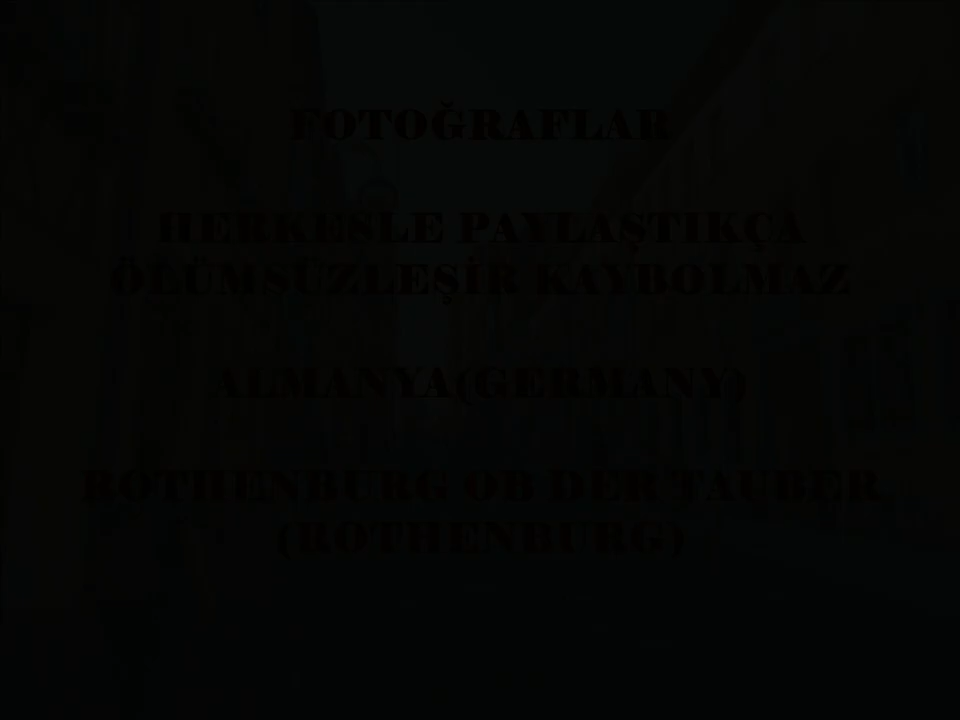 FOTOĞRAFLAR
HERKESLE PAYLAŞTIKÇA
ÖLÜMSÜZLEŞİR KAYBOLMAZ
ALMANYA(GERMANY)
ROTHENBURG OB DER TAUBER
(ROTHENBURG)